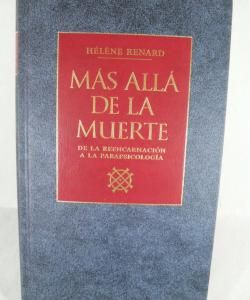 HÉLÈNE RENARD
MÁS ALLÁ
DE LA
MUERTE
DE LA REENCARNACIÓN
A LA PARAPSICOLOGÍA